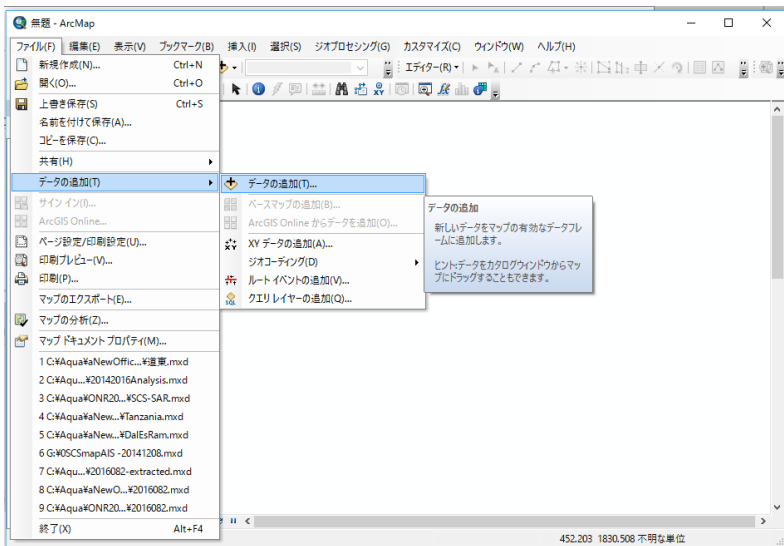 無題 - ArcMap
ファイル(F) 編集(E) 表示(V) ブックマーク(B) 挿入(I) 選択(S) ジオプロセシング(G) カスタマイズ(C) ウィンドウ(W) ヘルプ(H)
エディター(R)
新規作成(N)... Ctrl+N
開く(O)... Ctrl+O
上書き保存(S) Ctrl+S
名前を付けて保存(A)...
コピーを保存(C)...
共有(H)
データの追加(T)
サイン イン(I)...
ArcGIS Online...
ページ設定/印刷設定(U)...
印刷プレビュー(V)...
印刷(P)...
マップのエクスポート(E)...
マップの分析(Z)...
マップ ドキュメント プロパティ(M)...
1 C:¥Aqua¥aNewOffic...¥道東.mxd
2 C:¥Aqu...¥20142016Analysis.mxd
3 C:¥Aqua¥ONR20...¥SCS-SAR.mxd
4 C:¥Aqua¥aNew...¥Tanzania.mxd
5 C:¥Aqua¥aNew...¥DalEsRam.mxd
6 G:¥0SCSmapAIS -20141208.mxd
7 C:¥Aqu...¥2016082-extracted.mxd
8 C:¥Aqua¥aNewO...¥2016082.mxd
9 C:¥Aqua¥ONR20...¥2016082.mxd
終了(X) Alt+F4
データの追加(T)...
ベースマップの追加(B)...
ArcGIS Online からデータを追加(O)...
XY データの追加(A)...
ジオコーディング(D)
ルート イベントの追加(V)...
クエリ レイヤーの追加(Q)...
データの追加
新しいデータをマップの有効なデータフレ
ームに追加します。
ヒント:データをカタログウィンドウからマッ
プにドラッグすることもできます。
452.203 1830.508 不明な単位